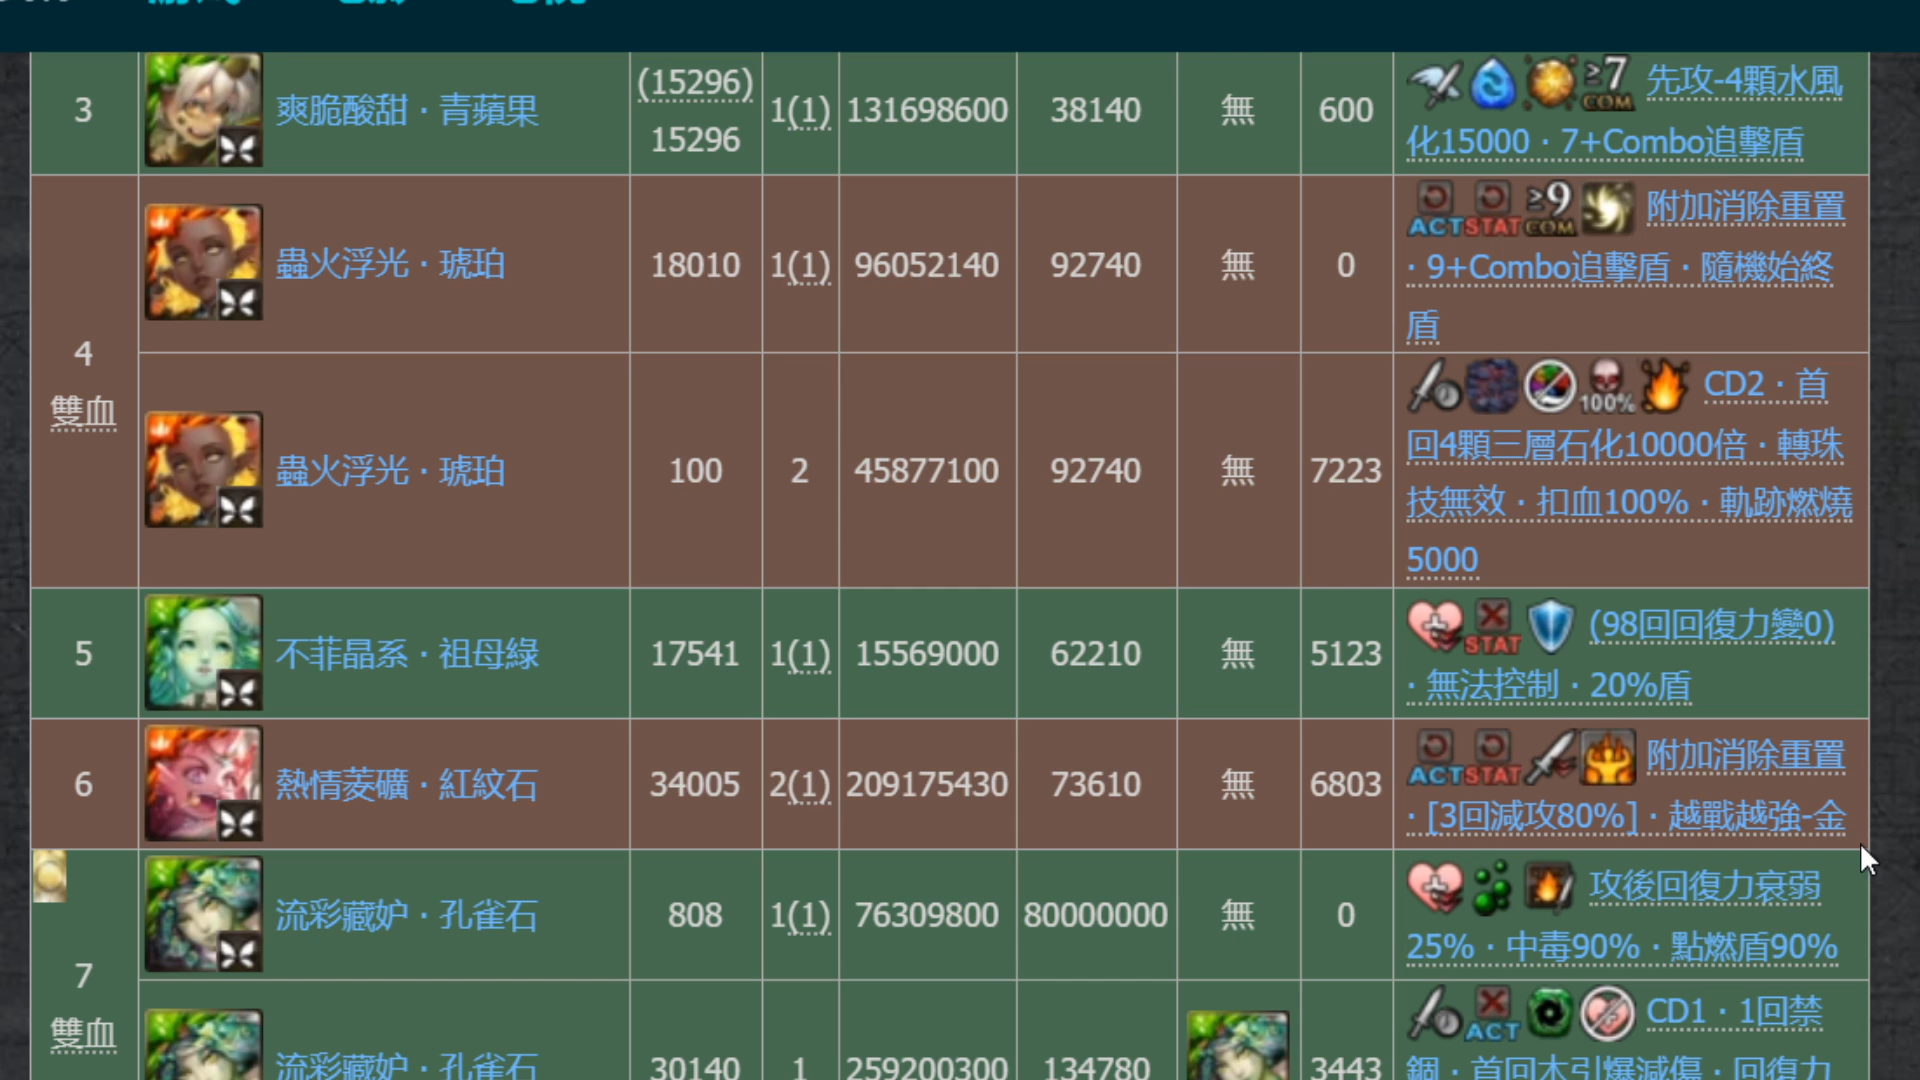 3
爽脆酸甜．青蘋果
(15296)
15296
1(1)
131698600
38140
無
600
≥7
COM
先攻-4顆水風
化15000．7+Combo追擊盾
4
雙血
蟲火浮光．琥珀
18010
1(1)
96052140
92740
無
0
ACT STAT ≥9 COM
附加消除重置
．9+Combo追擊盾．隨機始終
盾
蟲火浮光．琥珀
100
2
45877100
92740
無
7223
100%
CD2．首
回4顆三層石化10000倍．轉珠
技無效．扣血100%．軌跡燃燒
5000
5
不菲晶系．祖母綠
17541
1(1)
15569000
62210
無
5123
STAT
(98回回復力變0)
．無法控制．20%盾
6
熱情菱礦．紅紋石
34005
2(1)
209175430
73610
無
6803
ACT STAT
附加消除重置
．[3回減攻80%]．越戰越強-金
7
雙血
流彩藏妒．孔雀石
808
1(1)
76309800
80000000
無
0
攻後回復力衰弱
25%．中毒90%．點燃盾90%
流彩藏妒．孔雀石
30140
1
259200300
134780
3443
ACT
CD1．1回禁
錮．首回木引爆減傷．回復力